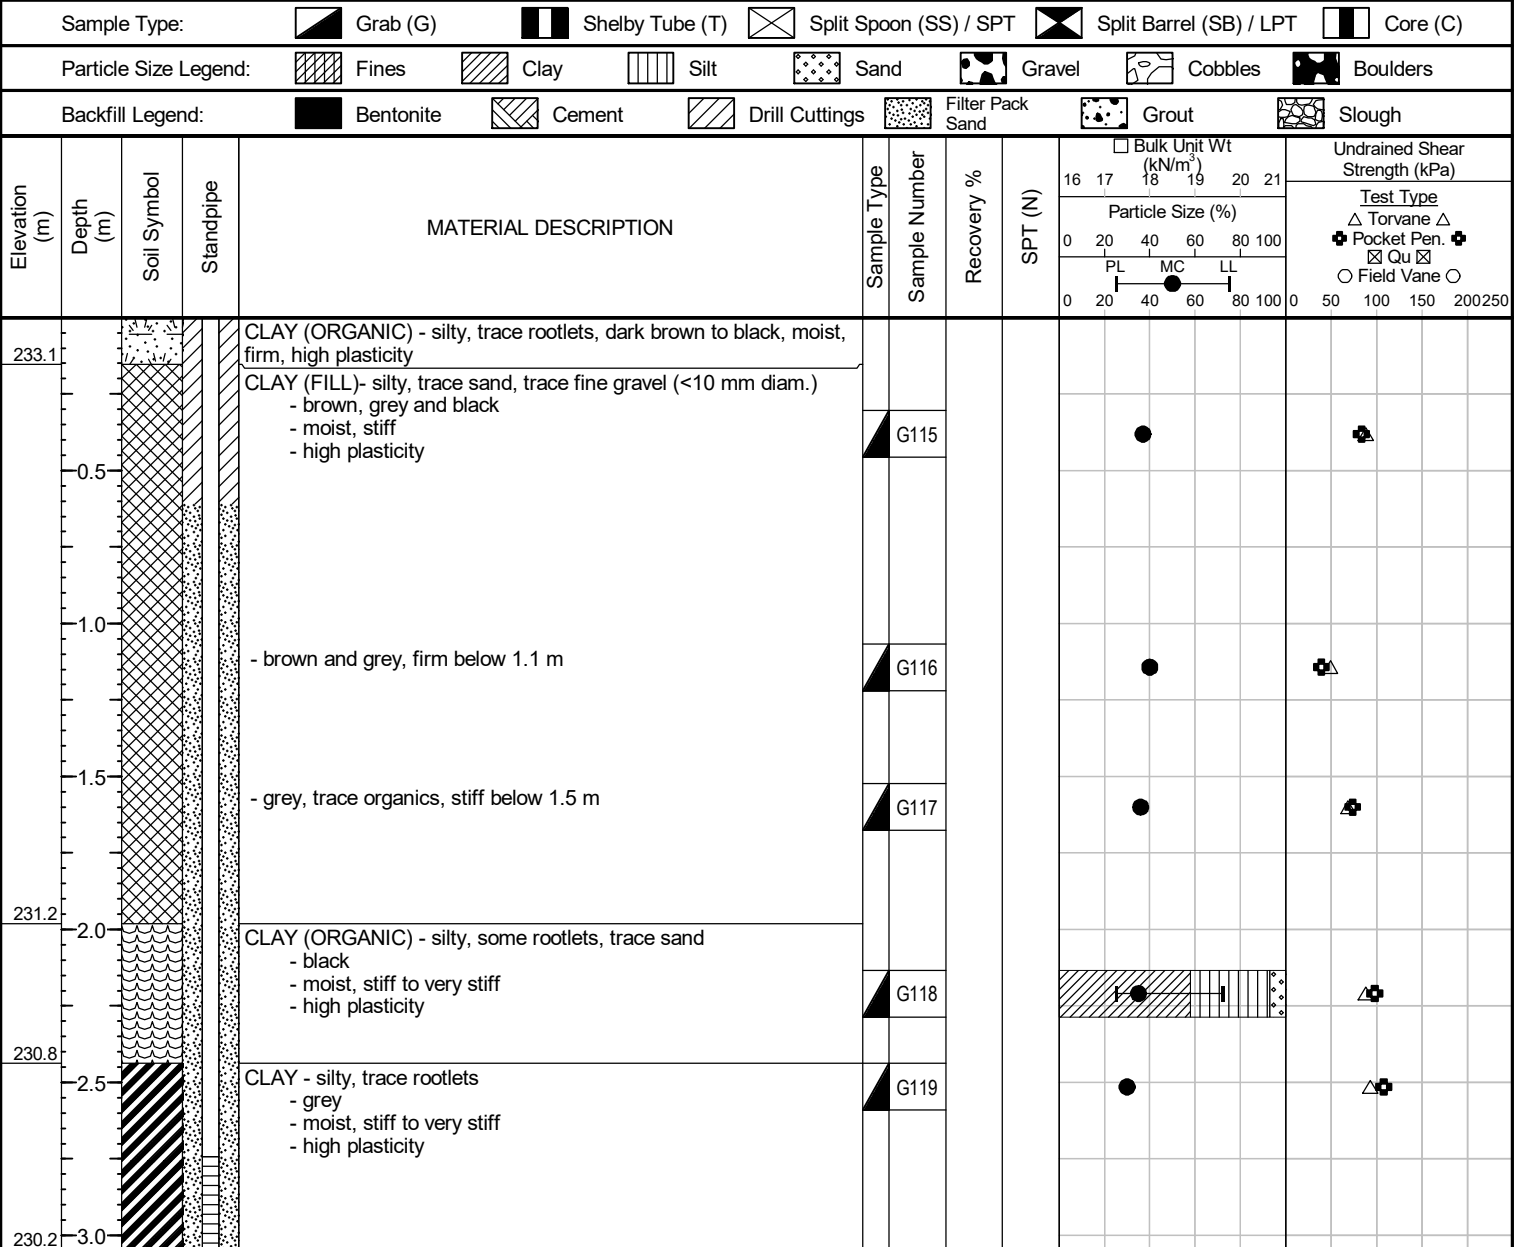 Sample Type: Grab (G) Shelby Tube (T) Split Spoon (SS) / SPT Split Barrel (SB) / LPT Core (C)
Particle Size Legend: Fines Clay Silt Sand Gravel Cobbles Boulders
Backfill Legend: Bentonite Cement Drill Cuttings Filter Pack Sand Grout Slough
Elevation (m)
Depth (m)
Soil Symbol
Standpipe
MATERIAL DESCRIPTION
Sample Type
Sample Number
Recovery %
SPT (N)
Bulk Unit Wt
(kN/m³)
16 17 18 19 20 21
Particle Size (%)
0 20 40 60 80 100
PL MC LL
0 20 40 60 80 100
Undrained Shear
Strength (kPa)
Test Type
Torvane
Pocket Pen.
Qu
Field Vane
0 50 100 150 200 250
CLAY (ORGANIC) - silty, trace rootlets, dark brown to black, moist,
233.1 firm, high plasticity
CLAY (FILL)- silty, trace sand, trace fine gravel (<10 mm diam.)
- brown, grey and black
- moist, stiff G115
- high plasticity
0.5
1.0
- brown and grey, firm below 1.1 m G116
1.5
- grey, trace organics, stiff below 1.5 m G117
231.2
2.0
CLAY (ORGANIC) - silty, some rootlets, trace sand
- black
- moist, stiff to very stiff G118
- high plasticity
230.8
CLAY - silty, trace rootlets
2.5 G119
- grey
- moist, stiff to very stiff
- high plasticity
230.2 3.0